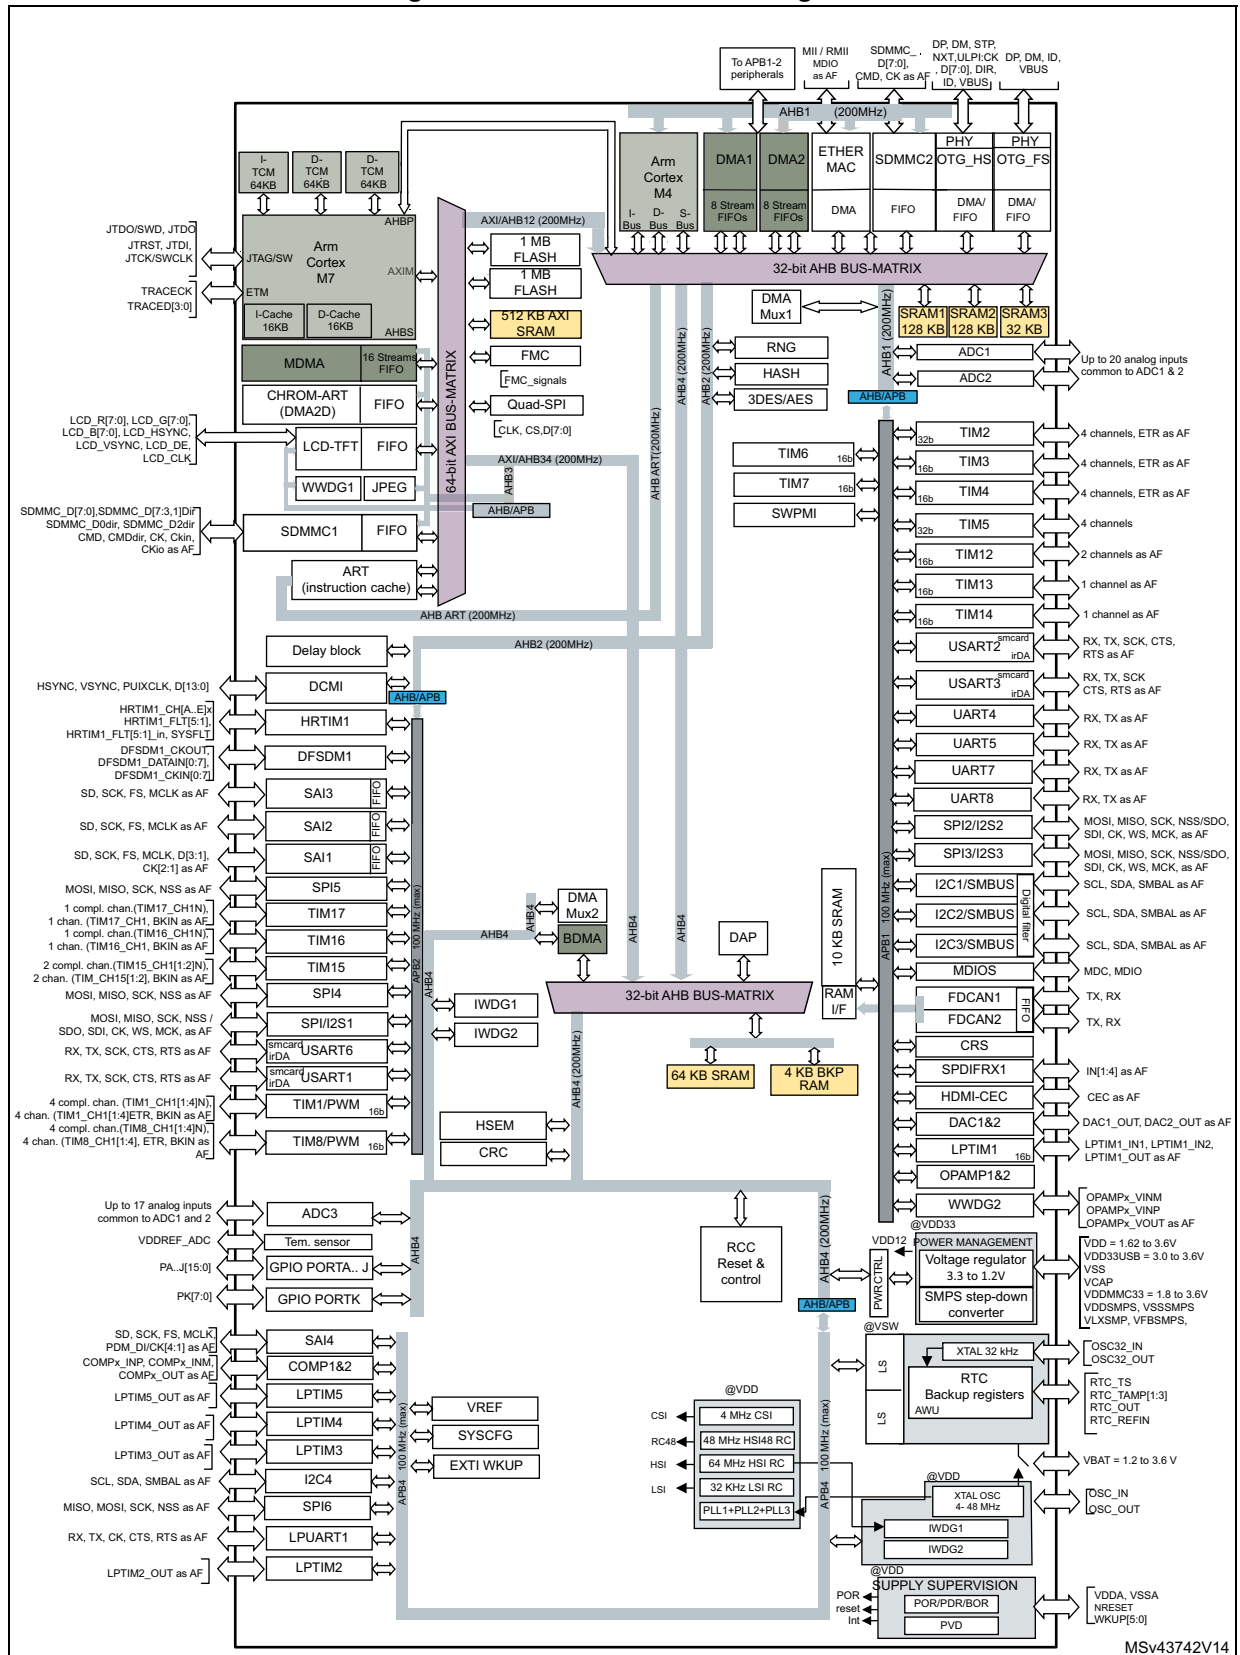 To APB1-2
peripherals
MII / RMII
MDIO
as AF
SDMMC_
D[7:0],
CMD, CK as AF
DP, DM, STP,
NXT,ULPI:CK
, D[7:0], DIR,
ID, VBUS
DP, DM, ID,
VBUS
AHB1 (200MHz)
I-
TCM
64KB
D-
TCM
64KB
D-
TCM
64KB
Arm
Cortex
M4
I-
Bus
D-
Bus
S-
Bus
DMA1
8 Stream
FIFOs
DMA2
8 Stream
FIFOs
ETHER
MAC
DMA
SDMMC2
FIFO
PHY
OTG_HS
DMA/
FIFO
PHY
OTG_FS
DMA/
FIFO
JTDO/SWD, JTDO
JTRST, JTDI,
JTCK/SWCLK
TRACECK
TRACED[3:0]
JTAG/SW
ETM
Arm
Cortex
M7
AHBP
AXIM
AHBS
I-Cache
16KB
D-Cache
16KB
AXI/AHB12 (200MHz)
1 MB
FLASH
1 MB
FLASH
512 KB AXI
SRAM
FMC
FMC_signals
Quad-SPI
CLK, CS,D[7:0]
64-bit AXI BUS-MATRIX
32-bit AHB BUS-MATRIX
DMA
Mux1
AHB1 (200MHz)
SRAM1
128 KB
SRAM2
128 KB
SRAM3
32 KB
MDMA
16 Streams
FIFO
CHROM-ART
(DMA2D)
FIFO
LCD_R[7:0], LCD_G[7:0],
LCD_B[7:0], LCD_HSYNC,
LCD_VSYNC, LCD_DE,
LCD_CLK
LCD-TFT
FIFO
WWDG1
JPEG
SDMMC_D[7:0],SDMMC_D[7:3,1]Dir
SDMMC_D0dir, SDMMC_D2dir
CMD, CMDdir, CK, Ckin,
CKio as AF
SDMMC1
FIFO
ART
(instruction cache)
AXI/AHB34 (200MHz)
AHB3
AHB/APB
AHB ART(200MHz)
AHB4 (200MHz)
AHB2 (200MHz)
RNG
HASH
3DES/AES
AHB/APB
ADC1
ADC2
Up to 20 analog inputs
common to ADC1 & 2
TIM6
16b
TIM7
16b
SWPMI
TIM2
32b
4 channels, ETR as AF
TIM3
16b
4 channels, ETR as AF
TIM4
16b
4 channels, ETR as AF
TIM5
32b
4 channels
TIM12
16b
2 channels as AF
TIM13
16b
1 channel as AF
TIM14
16b
1 channel as AF
USART2
smcard
irDA
RX, TX, SCK, CTS,
RTS as AF
USART3
smcard
irDA
RX, TX, SCK
CTS, RTS as AF
UART4
RX, TX as AF
UART5
RX, TX as AF
UART7
RX, TX as AF
UART8
RX, TX as AF
SPI2/I2S2
MOSI, MISO, SCK, NSS/SDO,
SDI, CK, WS, MCK, as AF
SPI3/I2S3
MOSI, MISO, SCK, NSS/SDO,
SDI, CK, WS, MCK, as AF
I2C1/SMBUS
SCL, SDA, SMBAL as AF
I2C2/SMBUS
SCL, SDA, SMBAL as AF
I2C3/SMBUS
SCL, SDA, SMBAL as AF
Digital filter
MDIOS
MDC, MDIO
FDCAN1
TX, RX
FDCAN2
TX, RX
FIFO
CRS
SPDIFRX1
IN[1:4] as AF
HDMI-CEC
CEC as AF
DAC1&2
DAC1_OUT, DAC2_OUT as AF
LPTIM1
16b
LPTIM1_IN1, LPTIM1_IN2,
LPTIM1_OUT as AF
OPAMP1&2
WWDG2
OPAMPx_VINM
OPAMPx_VINP
OPAMPx_VOUT as AF
APB1 100 MHz (max)
10 KB SRAM
RAM
I/F
AHB ART (200MHz)
AHB2 (200MHz)
Delay block
HSYNC, VSYNC, PUIXCLK, D[13:0]
DCMI
AHB/APB
HRTIM1_CH[A..E]x
HRTIM1_FLT[5:1],
HRTIM1_FLT[5:1]_in, SYSFLT
HRTIM1
DFSDM1_CKOUT,
DFSDM1_DATAIN[0:7],
DFSDM1_CKIN[0:7]
DFSDM1
SD, SCK, FS, MCLK as AF
SAI3
FIFO
SD, SCK, FS, MCLK as AF
SAI2
FIFO
SD, SCK, FS, MCLK, D[3:1],
CK[2:1] as AF
SAI1
FIFO
MOSI, MISO, SCK, NSS as AF
SPI5
1 compl. chan.(TIM17_CH1N),
1 chan. (TIM17_CH1, BKIN as AF
TIM17
1 compl. chan.(TIM16_CH1N),
1 chan. (TIM16_CH1, BKIN as AF
TIM16
2 compl. chan.(TIM15_CH1[1:2]N),
2 chan. (TIM_CH15[1:2], BKIN as AF
TIM15
MOSI, MISO, SCK, NSS as AF
SPI4
MOSI, MISO, SCK, NSS /
SDO, SDI, CK, WS, MCK, as AF
SPI/I2S1
RX, TX, SCK, CTS, RTS as AF
smcard
irDA
USART6
RX, TX, SCK, CTS, RTS as AF
smcard
irDA
USART1
4 compl. chan. (TIM1_CH1[1:4]N),
4 chan. (TIM1_CH1[1:4]ETR, BKIN as AF
TIM1/PWM
16b
4 compl. chan. (TIM8_CH1[1:4]N),
4 chan. (TIM8_CH1[1:4], ETR, BKIN as
AF
TIM8/PWM
16b
APB2 100 MHz (max)
AHB4
AHB4
AHB4
DMA
Mux2
BDMA
AHB4
AHB4
DAP
32-bit AHB BUS-MATRIX
IWDG1
IWDG2
AHB4 (200MHz)
64 KB SRAM
4 KB BKP
RAM
HSEM
CRC
Up to 17 analog inputs
common to ADC1 and 2
ADC3
VDDREF_ADC
Tem. sensor
PA..J[15:0]
GPIO PORTA.. J
PK[7:0]
GPIO PORTK
AHB4
RCC
Reset &
control
AHB4 (200MHz)
AHB/APB
@VDD33
VDD12
PWRCTRL
POWER MANAGEMENT
Voltage regulator
3.3 to 1.2V
SMPS step-down
converter
VDD = 1.62 to 3.6V
VDD33USB = 3.0 to 3.6V
VSS
VCAP
VDDMMC33 = 1.8 to 3.6V
VDDSMPS, VSSSMPS
VLXSMP, VFBSMPS,
SD, SCK, FS, MCLK,
PDM_DI/CK[4:1] as AF
SAI4
COMPx_INP, COMPx_INM,
COMPx_OUT as AF
COMP1&2
LPTIM5_OUT as AF
LPTIM5
LPTIM4_OUT as AF
LPTIM4
LPTIM3_OUT as AF
LPTIM3
SCL, SDA, SMBAL as AF
I2C4
MISO, MOSI, SCK, NSS as AF
SPI6
RX, TX, CK, CTS, RTS as AF
LPUART1
LPTIM2_OUT as AF
LPTIM2
APB4 100 MHz (max)
VREF
SYSCFG
EXTI WKUP
@VDD
CSI
4 MHz CSI
RC48
48 MHz HSI48 RC
HSI
64 MHz HSI RC
LSI
32 KHz LSI RC
PLL1+PLL2+PLL3
APB4 100 MHz (max)
@VSW
LS
LS
XTAL 32 kHz
RTC
Backup registers
AWU
OSC32_IN
OSC32_OUT
RTC_TS
RTC_TAMP[1:3]
RTC_OUT
RTC_REFIN
VBAT = 1.2 to 3.6 V
@VDD
XTAL OSC
4- 48 MHz
IWDG1
IWDG2
OSC_IN
OSC_OUT
@VDD
SUPPLY SUPERVISION
POR
reset
Int
POR/PDR/BOR
PVD
VDDA, VSSA
NRESET
WKUP[5:0]
MSv43742V14